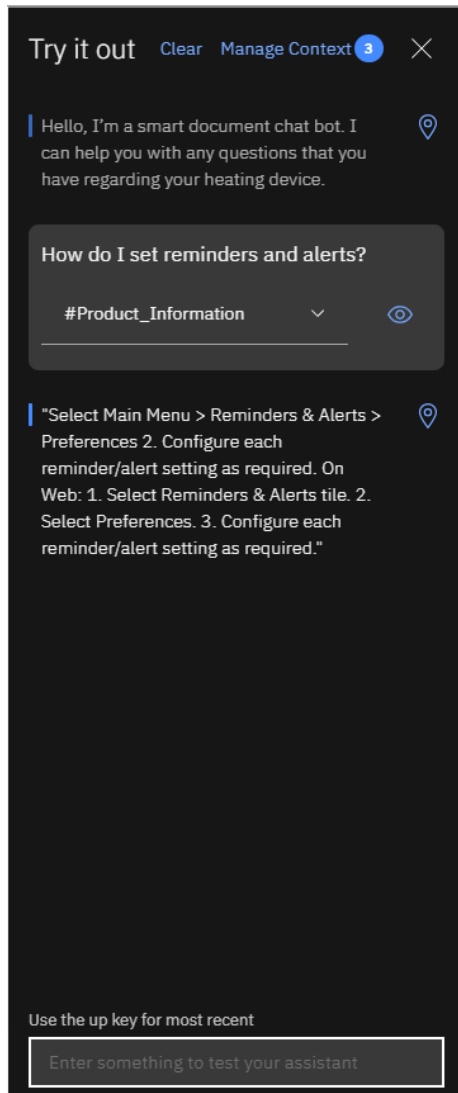 Try it out Clear Manage Context 3
Hello, I'm a smart document chat bot. I
can help you with any questions that you
have regarding your heating device.
How do I set reminders and alerts?
#Product_Information
"Select Main Menu > Reminders & Alerts >
Preferences 2. Configure each
reminder/alert setting as required. On
Web: 1. Select Reminders & Alerts tile. 2.
Select Preferences. 3. Configure each
reminder/alert setting as required."
Use the up key for most recent
Enter something to test your assistant